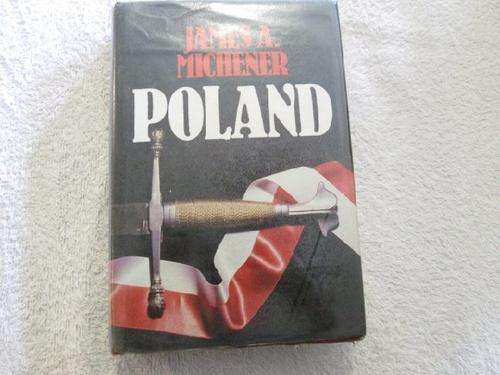 JAMES A.
MICHENER
POLAND